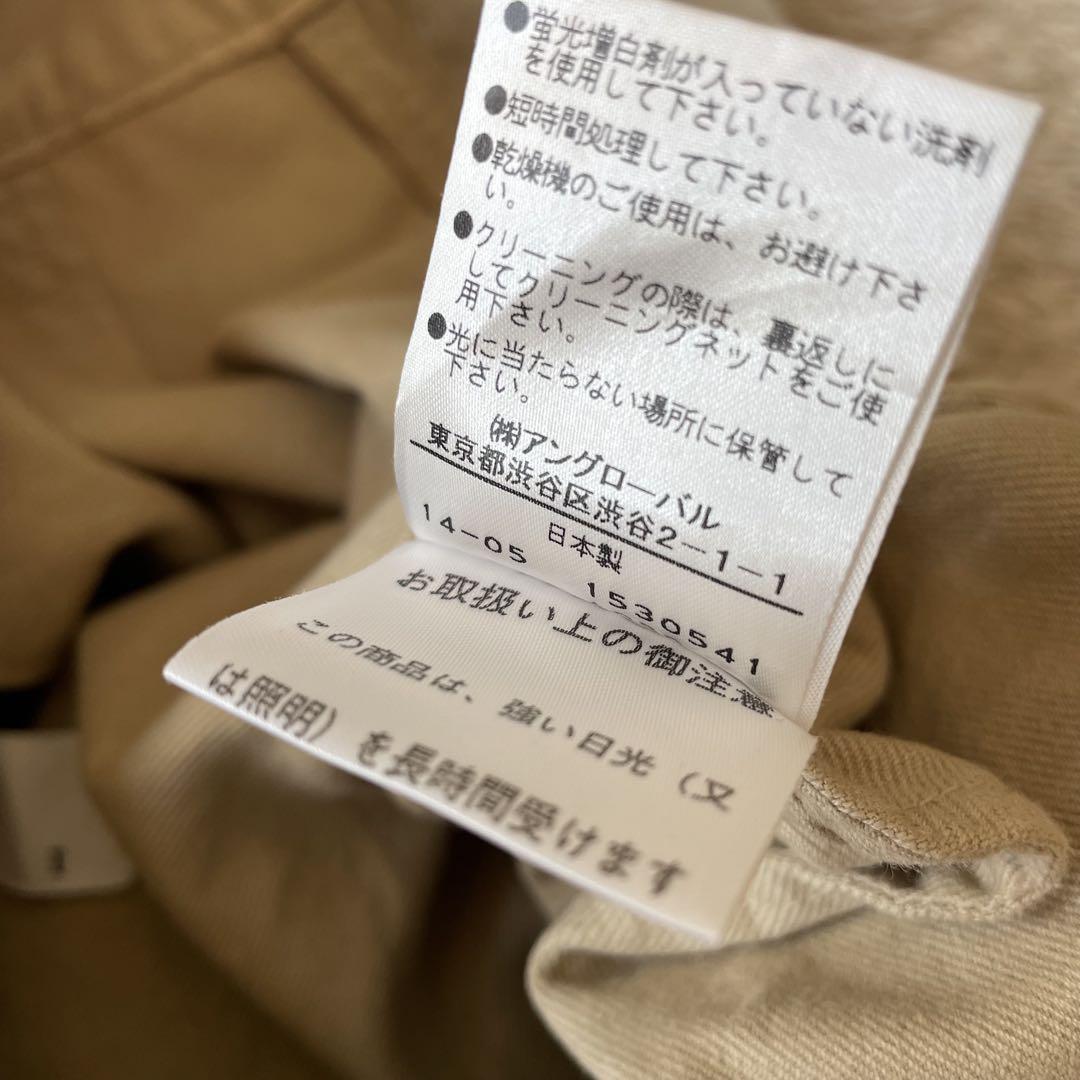 ●蛍光増白剤が入っていない洗剤
を使用して下さい。
●短時間処理して下さい。
●乾燥機のご使用は、お避け下さ
い。
●クリーニングの際は、裏返しに
してクリーニングネットをご使
用下さい。
●光に当たらない場所に保管して
下さい。
㈱アングローバル
東京都渋谷区渋谷2-1-1
日本製
14-05 1530541
お取扱い上の御注意
この商品は、強い日光（又
は照明）を長時間受けます